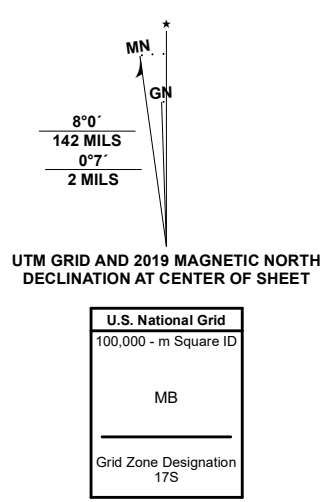 ★
MN
GN
8°0´
142 MILS
0°7´
2 MILS
UTM GRID AND 2019 MAGNETIC NORTH
DECLINATION AT CENTER OF SHEET
U.S. National Grid
100,000 - m Square ID
MB
Grid Zone Designation
17S